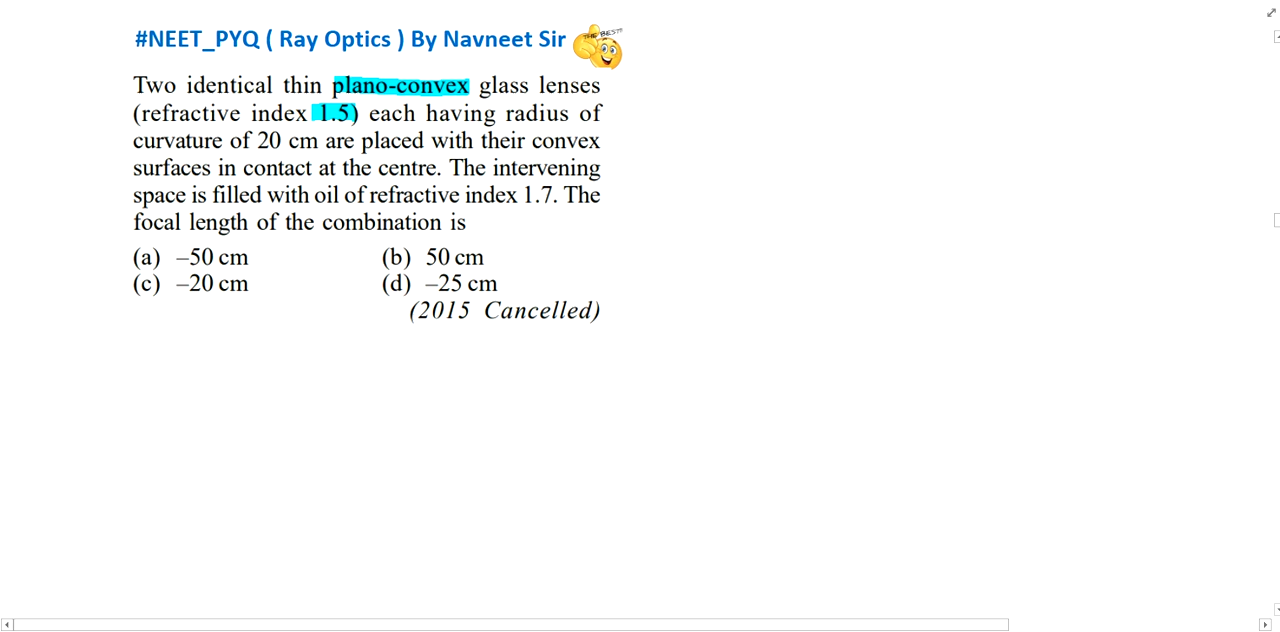 #NEET_PYQ ( Ray Optics ) By Navneet Sir
THE BEST!!
Two identical thin plano-convex glass lenses
(refractive index 1.5) each having radius of
curvature of 20 cm are placed with their convex
surfaces in contact at the centre. The intervening
space is filled with oil of refractive index 1.7. The
focal length of the combination is
(a) –50 cm (b) 50 cm
(c) –20 cm (d) –25 cm
(2015 Cancelled)